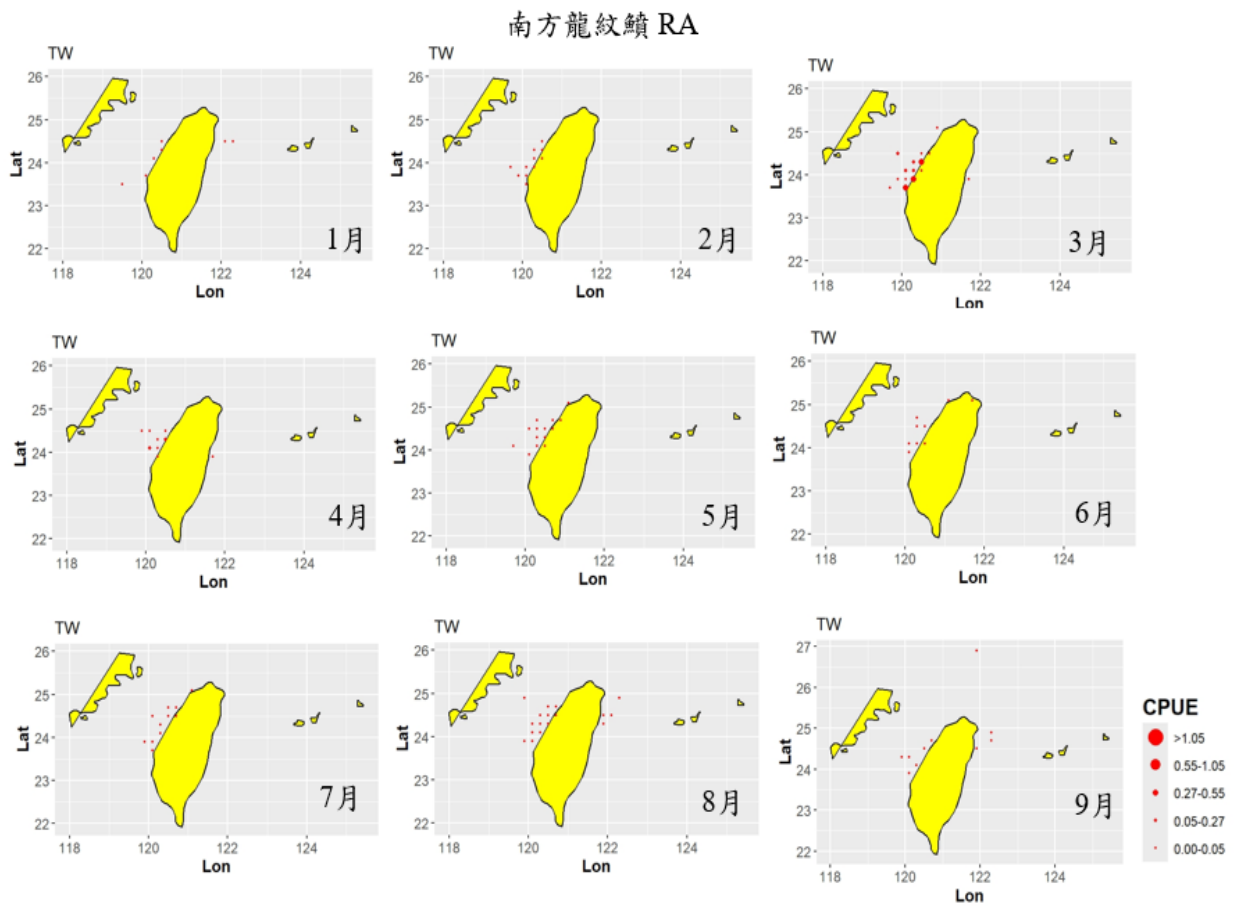 南方龍紋鱝 RA
TW
26
25
24
23
22
Lat
1月
118
120
122
124
Lon
TW
26
25
24
23
22
Lat
2月
118
120
122
124
Lon
TW
26
25
24
23
22
Lat
3月
118
120
122
124
Lon
TW
26
25
24
23
22
Lat
4月
118
120
122
124
Lon
TW
26
25
24
23
22
Lat
5月
118
120
122
124
Lon
TW
26
25
24
23
22
Lat
6月
118
120
122
124
Lon
TW
26
25
24
23
22
Lat
7月
118
120
122
124
Lon
TW
26
25
24
23
22
Lat
8月
118
120
122
124
Lon
TW
27
26
25
24
23
22
Lat
9月
118
120
122
124
Lon
CPUE
>1.05
0.55-1.05
0.27-0.55
0.05-0.27
0.00-0.05